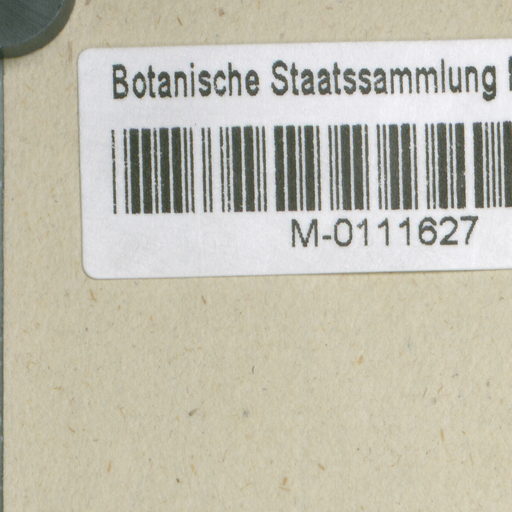 Botanische Staatssammlung
M-0111627